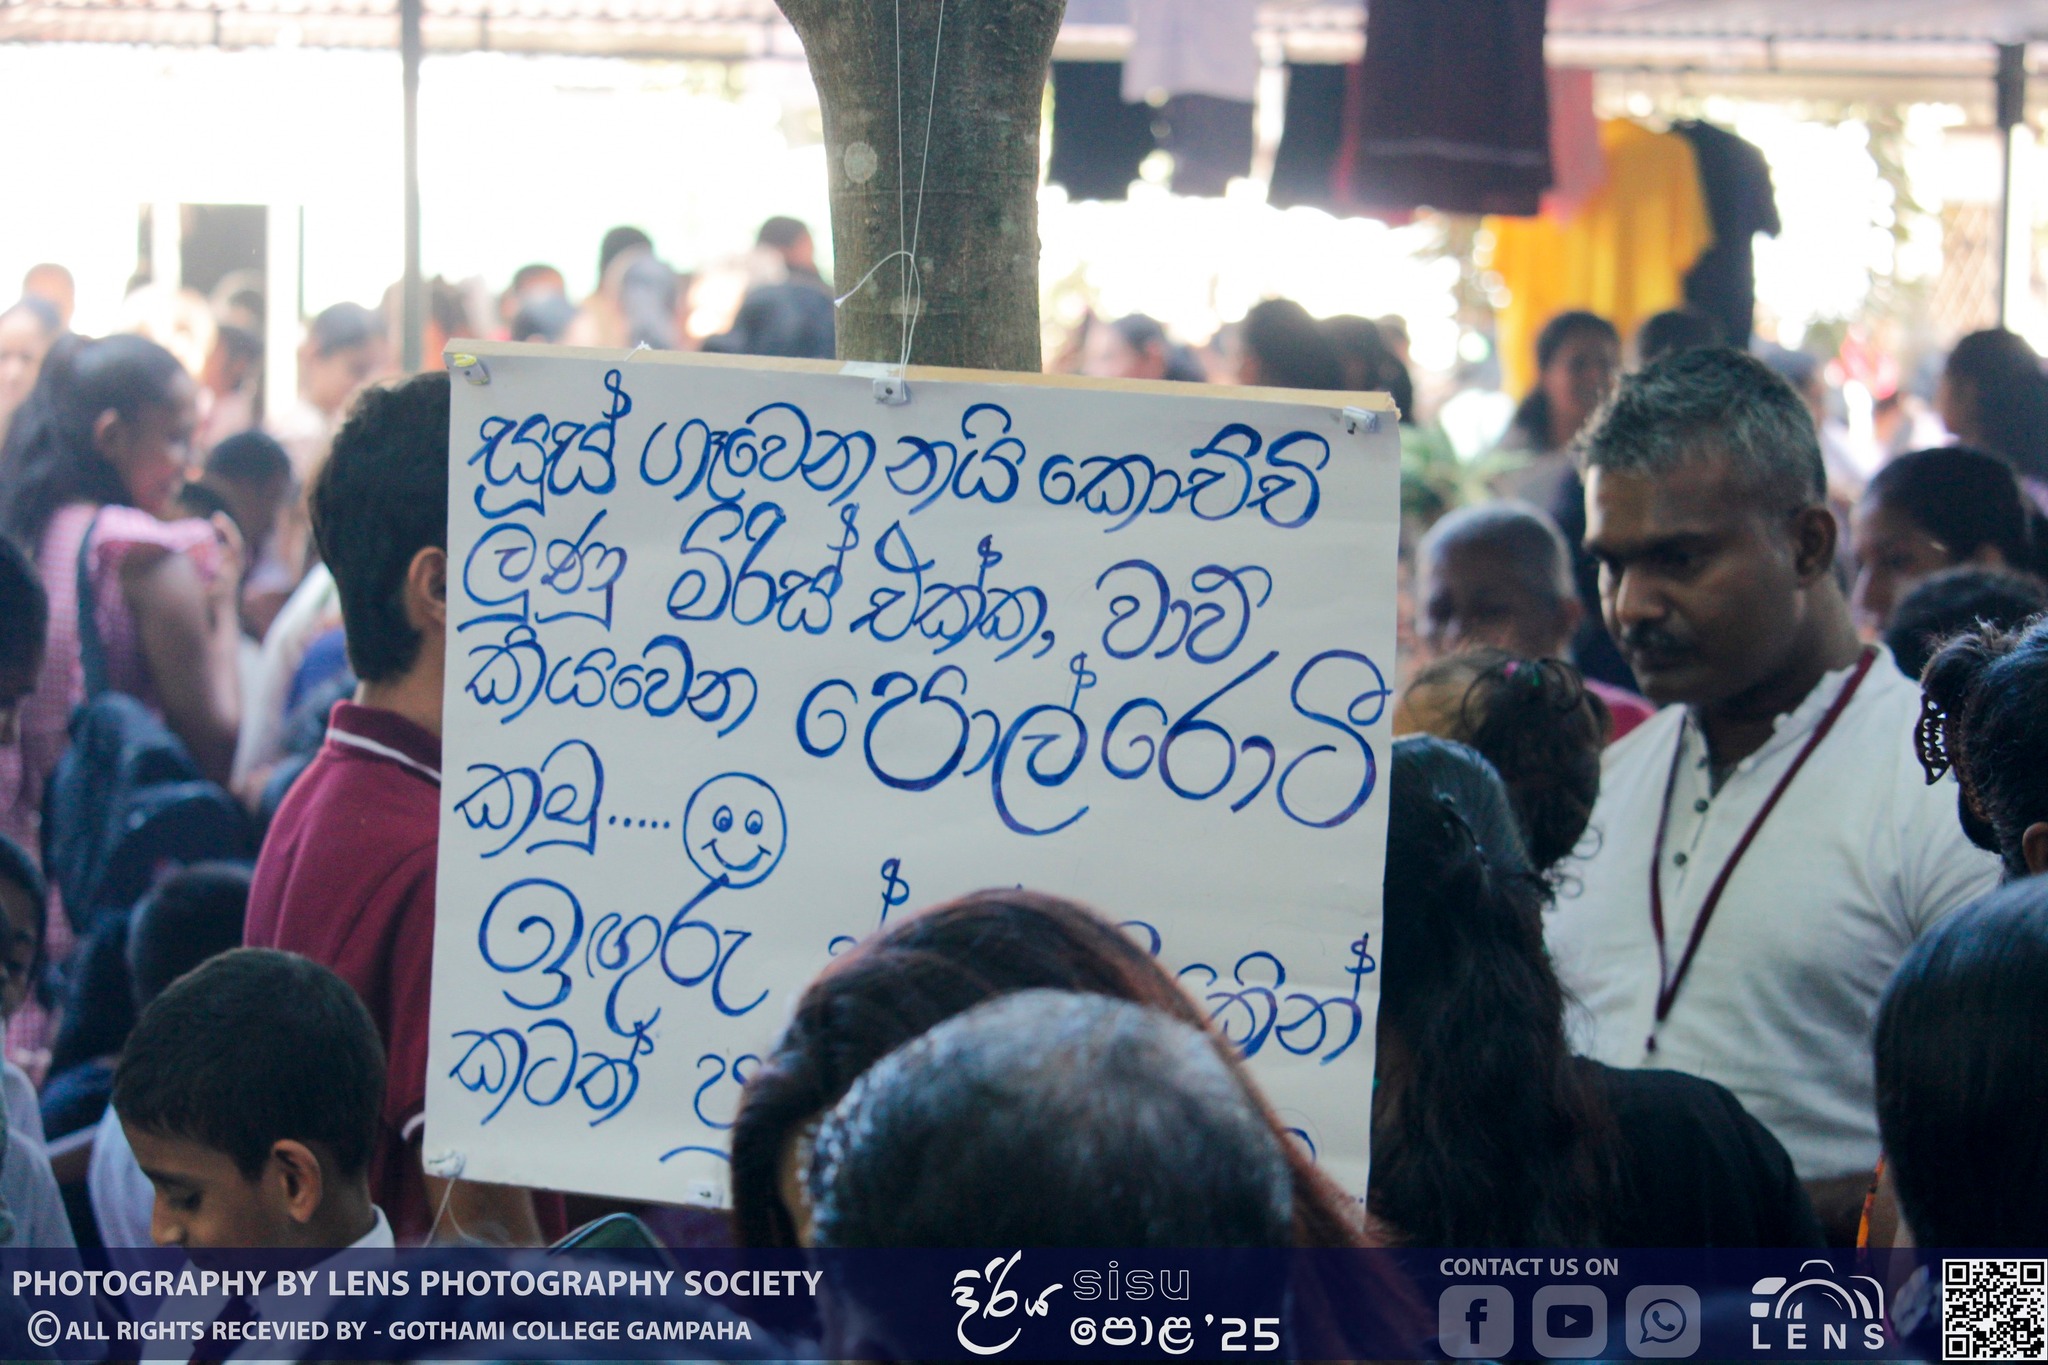 සූස් ගෑවෙන නයි කොච්චි
ලුණු මිරිස් එක්ක, වාව්
කියවෙන පොල් රොටී
කමු.....
ඉඟුරු
කටත්
PHOTOGRAPHY BY LENS PHOTOGRAPHY SOCIETY
© ALL RIGHTS RECEVIED BY - GOTHAMI COLLEGE GAMPAHA
දිරිය sisu
පොළ '25
CONTACT US ON
LENS